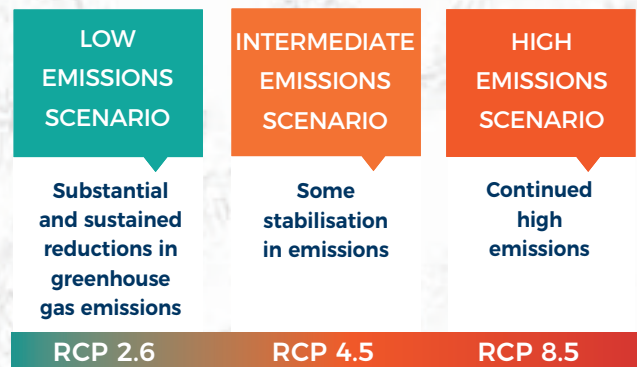 LOW
EMISSIONS
SCENARIO
Substantial
and sustained
reductions in
greenhouse
gas emissions
RCP 2.6
INTERMEDIATE
EMISSIONS
SCENARIO
Some
stabilisation
in emissions
RCP 4.5
HIGH
EMISSIONS
SCENARIO
Continued
high
emissions
RCP 8.5